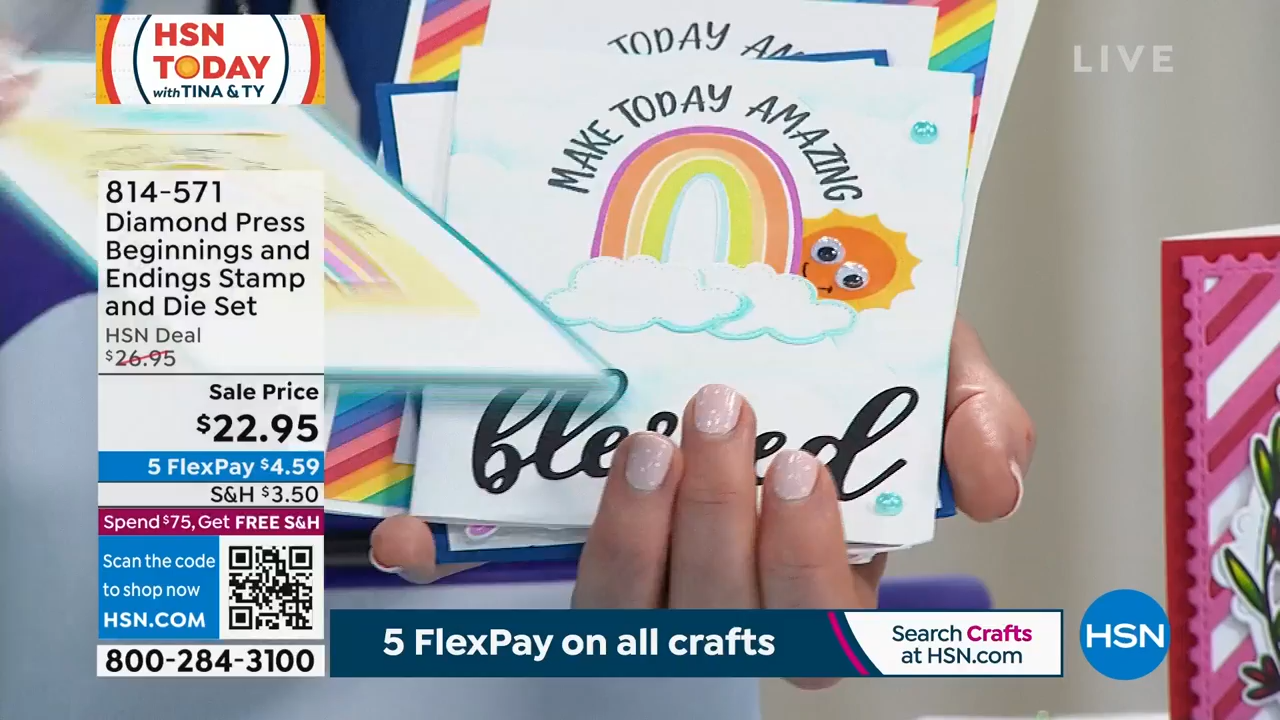 HSN
TODAY
with TINA & TY
LIVE
814-571
Diamond Press
Beginnings and
Endings Stamp
and Die Set
HSN Deal
$26.95
Sale Price
$22.95
5 FlexPay $4.59
S&H $3.50
Spend $75, Get FREE S&H
Scan the code
to shop now
HSN.COM
800-284-3100
TODAY AM
MAKE TODAY AMAZING
blessed
5 FlexPay on all crafts
Search Crafts
at HSN.com
HSN